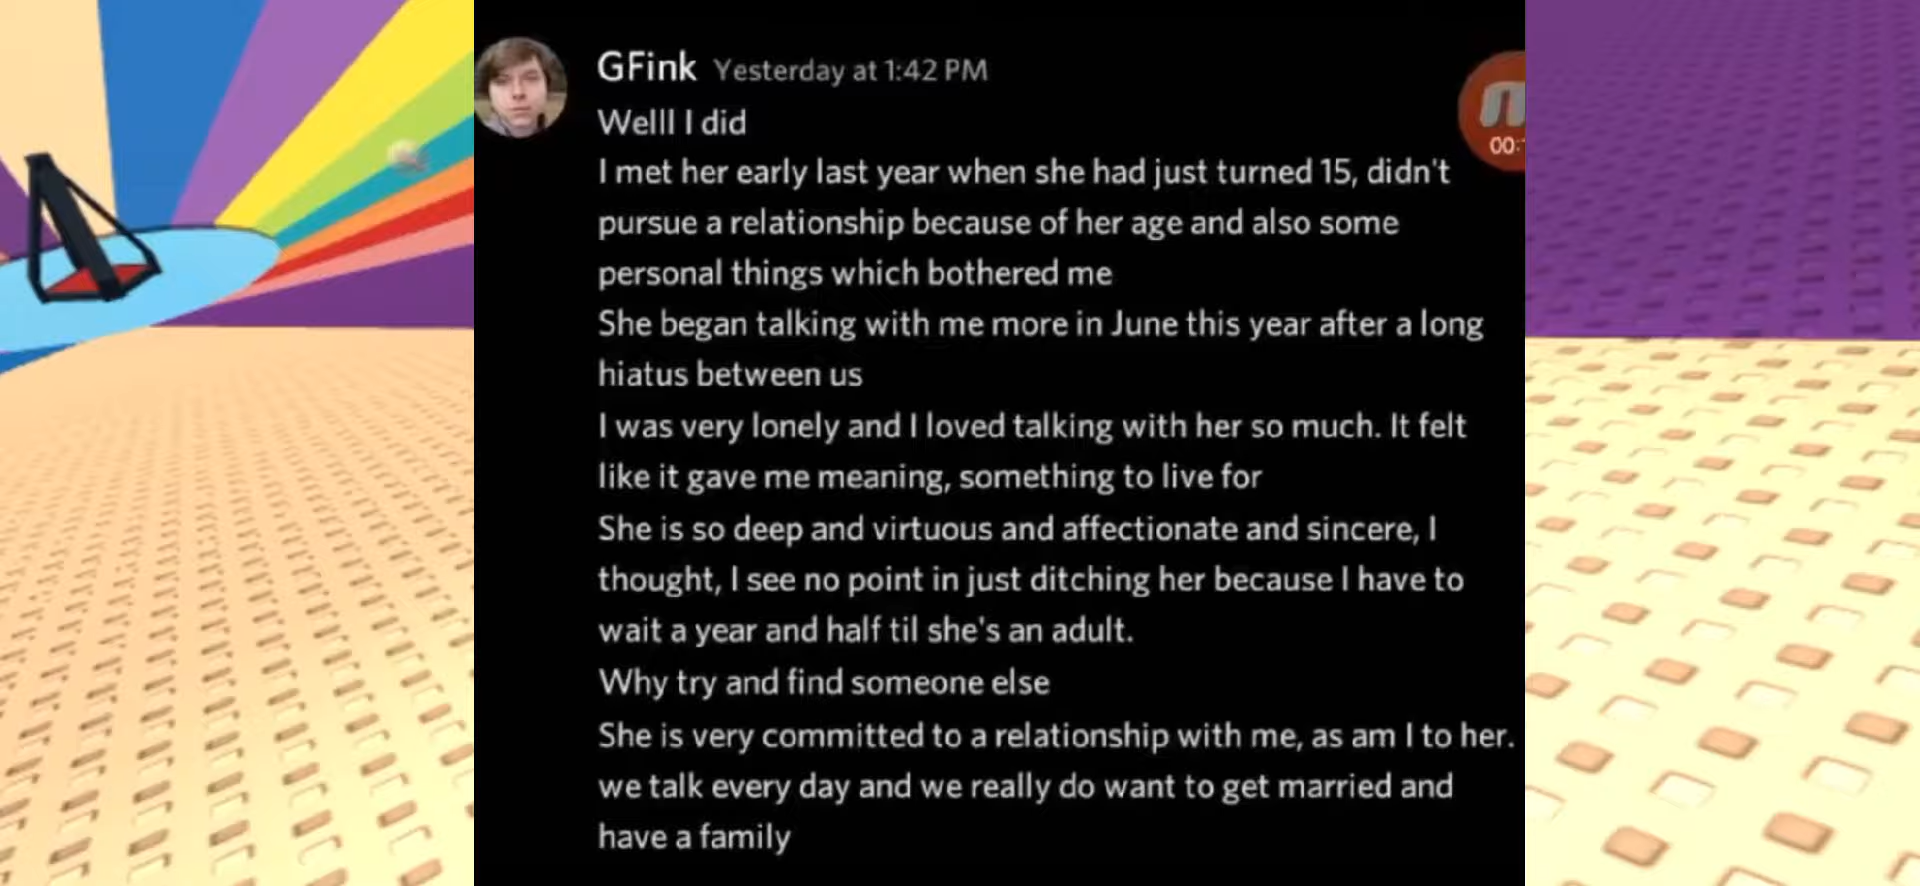 GFink Yesterday at 1:42 PM
Welll I did
I met her early last year when she had just turned 15, didn't
pursue a relationship because of her age and also some
personal things which bothered me
She began talking with me more in June this year after a long
hiatus between us
I was very lonely and I loved talking with her so much. It felt
like it gave me meaning, something to live for
She is so deep and virtuous and affectionate and sincere, I
thought, I see no point in just ditching her because I have to
wait a year and half til she's an adult.
Why try and find someone else
She is very committed to a relationship with me, as am I to her.
we talk every day and we really do want to get married and
have a family